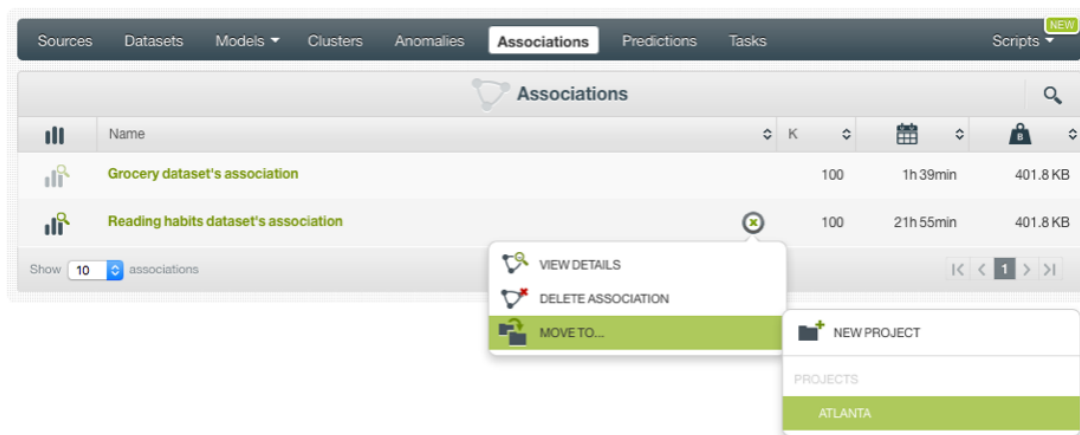 NEW
Sources Datasets Models Clusters Anomalies Associations Predictions Tasks Scripts
Associations
Name K B
Grocery dataset's association 100 1h 39min 401.8 KB
Reading habits dataset's association 100 21h 55min 401.8 KB
Show 10 associations 1
VIEW DETAILS
DELETE ASSOCIATION
MOVE TO...
NEW PROJECT
PROJECTS
ATLANTA